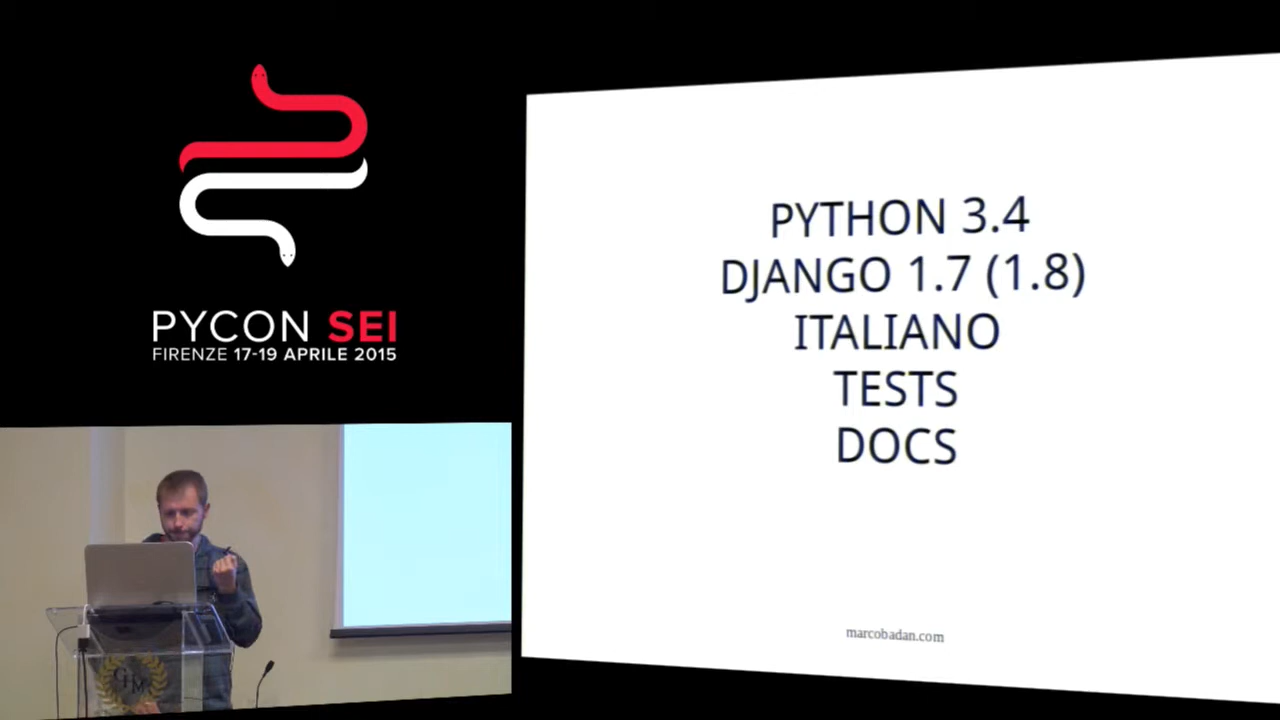 PYCON SEI
FIRENZE 17-19 APRILE 2015
PYTHON 3.4
DJANGO 1.7 (1.8)
ITALIANO
TESTS
DOCS
marcobadan.com
GHM